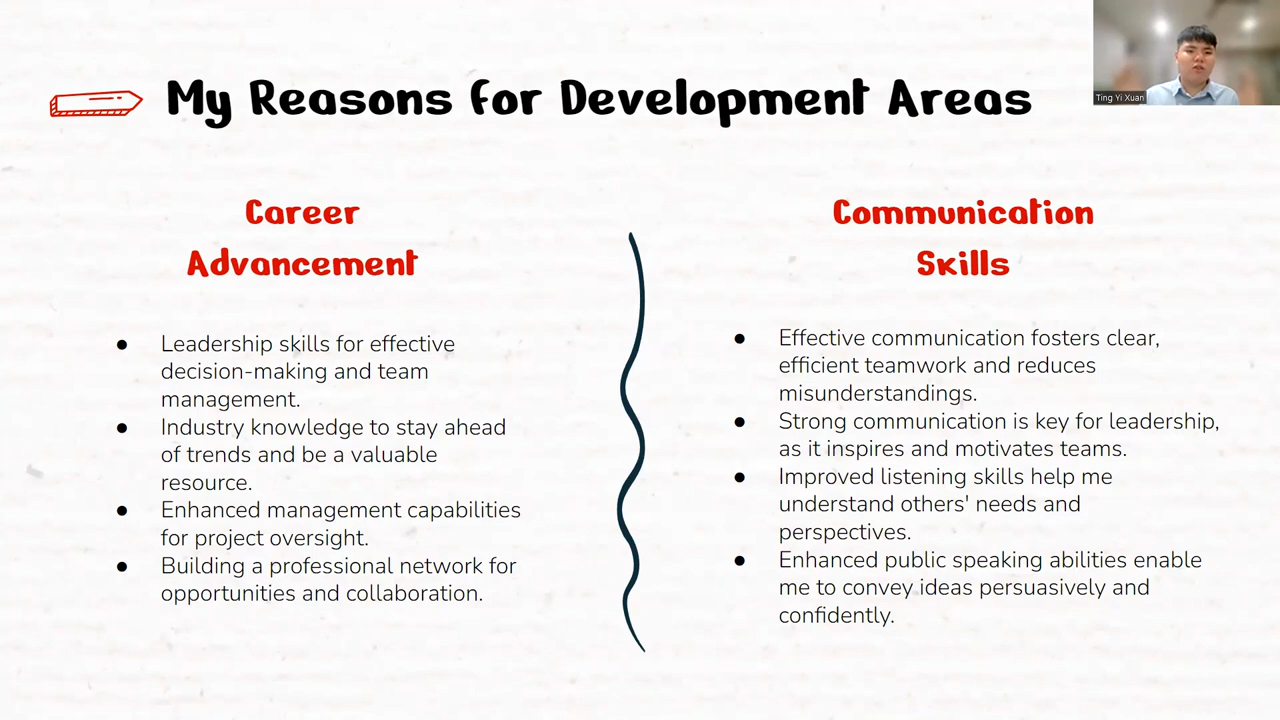 My Reasons for Development Areas
Ting Yi Xuan
Career
Advancement
● Leadership skills for effective
decision-making and team
management.
● Industry knowledge to stay ahead
of trends and be a valuable
resource.
● Enhanced management capabilities
for project oversight.
● Building a professional network for
opportunities and collaboration.
Communication
Skills
● Effective communication fosters clear,
efficient teamwork and reduces
misunderstandings.
● Strong communication is key for leadership,
as it inspires and motivates teams.
● Improved listening skills help me
understand others' needs and
perspectives.
● Enhanced public speaking abilities enable
me to convey ideas persuasively and
confidently.